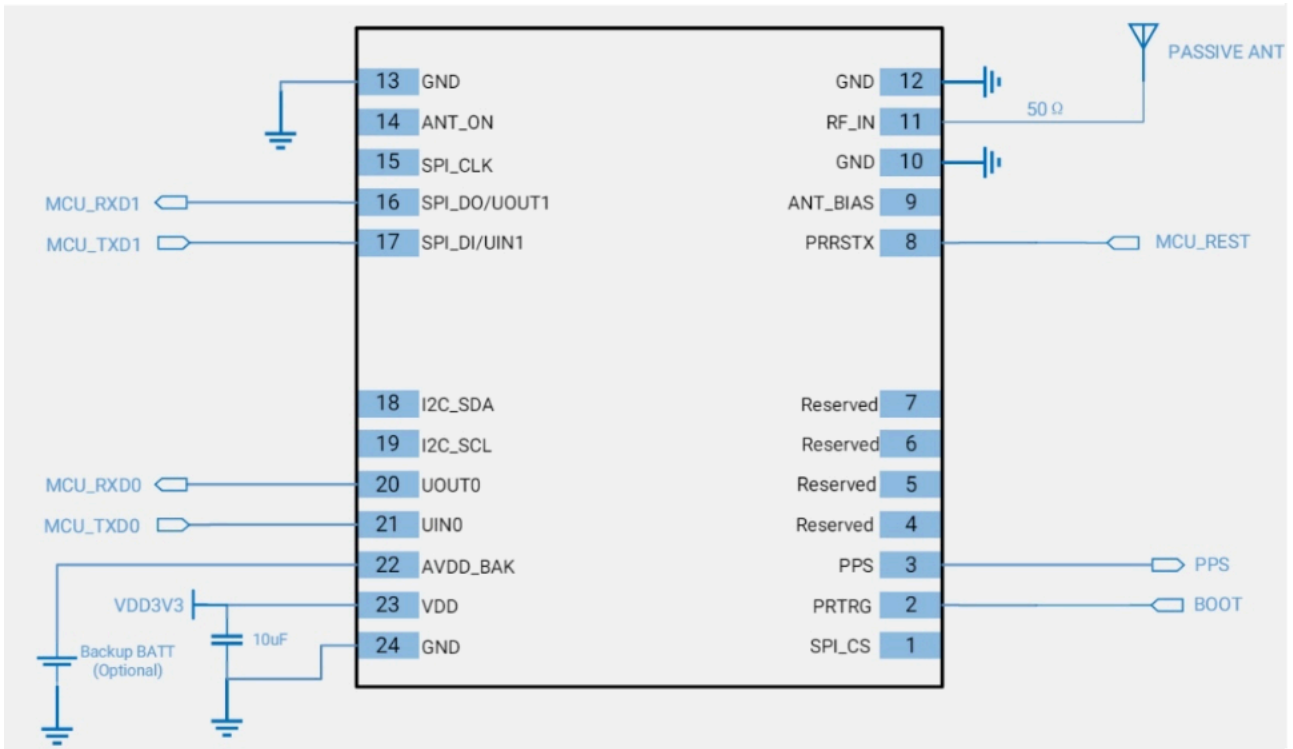 PASSIVE ANT
13 GND
GND 12
50 Ω
14 ANT_ON
RF_IN 11
15 SPI_CLK
GND 10
MCU_RXD1
16 SPI_DO/UOUT1
ANT_BIAS 9
MCU_TXD1
17 SPI_DI/UIN1
PRRSTX 8
MCU_REST
18 I2C_SDA
Reserved 7
19 I2C_SCL
Reserved 6
MCU_RXD0
20 UOUT0
Reserved 5
MCU_TXD0
21 UIN0
Reserved 4
22 AVDD_BAK
PPS 3
PPS
VDD3V3
23 VDD
PRTRG 2
BOOT
10uF
Backup BATT
(Optional)
24 GND
SPI_CS 1